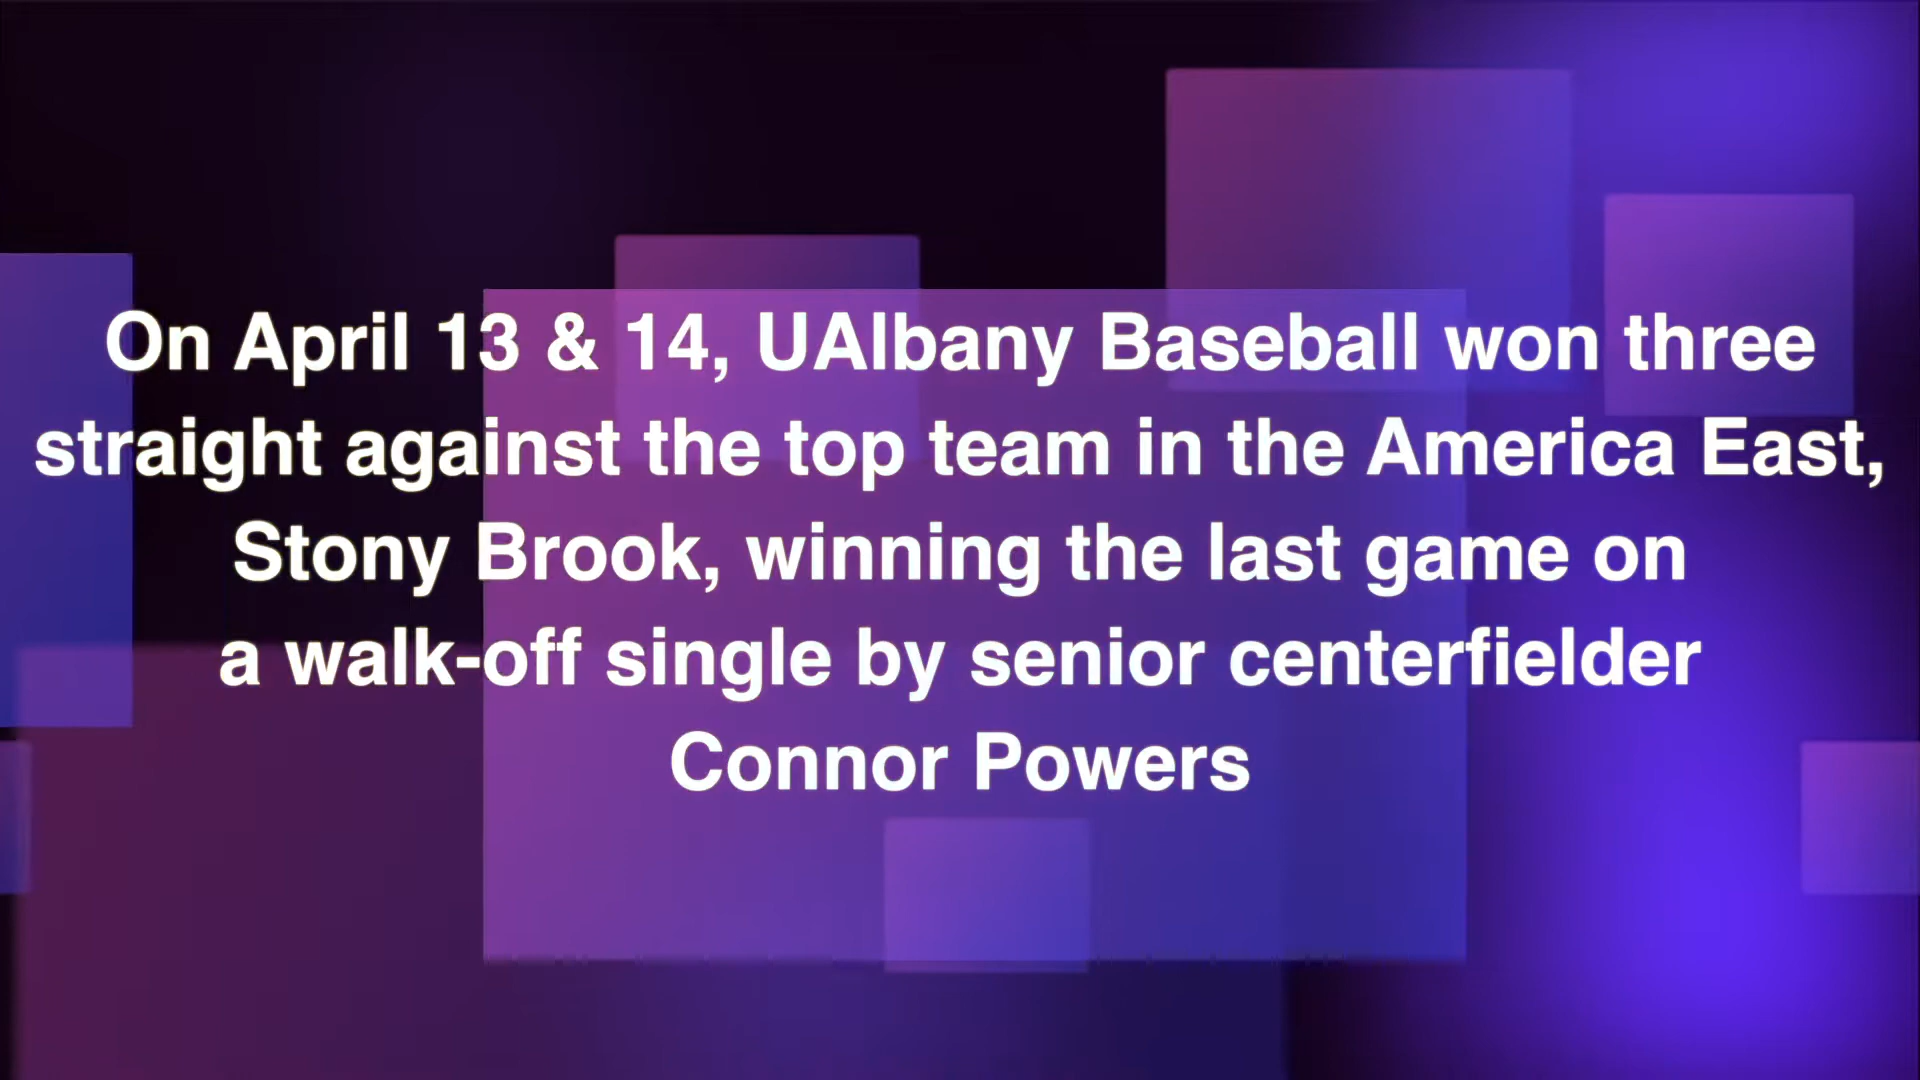 On April 13 & 14, UAlbany Baseball won three
straight against the top team in the America East,
Stony Brook, winning the last game on
a walk-off single by senior centerfielder
Connor Powers